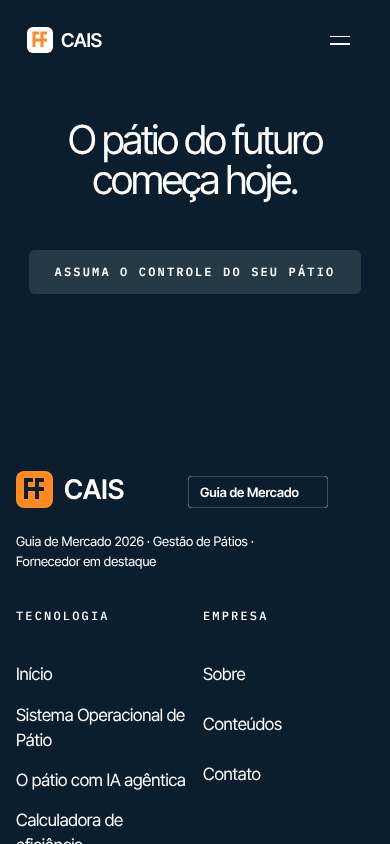 CAIS
O pátio do futuro
começa hoje.
ASSUMA O CONTROLE DO SEU PÁTIO
CAIS
Guia de Mercado
Guia de Mercado 2026 · Gestão de Pátios ·
Fornecedor em destaque
TECNOLOGIA
Início
Sistema Operacional de
Pátio
O pátio com IA agêntica
Calculadora de
eficiência
EMPRESA
Sobre
Conteúdos
Contato